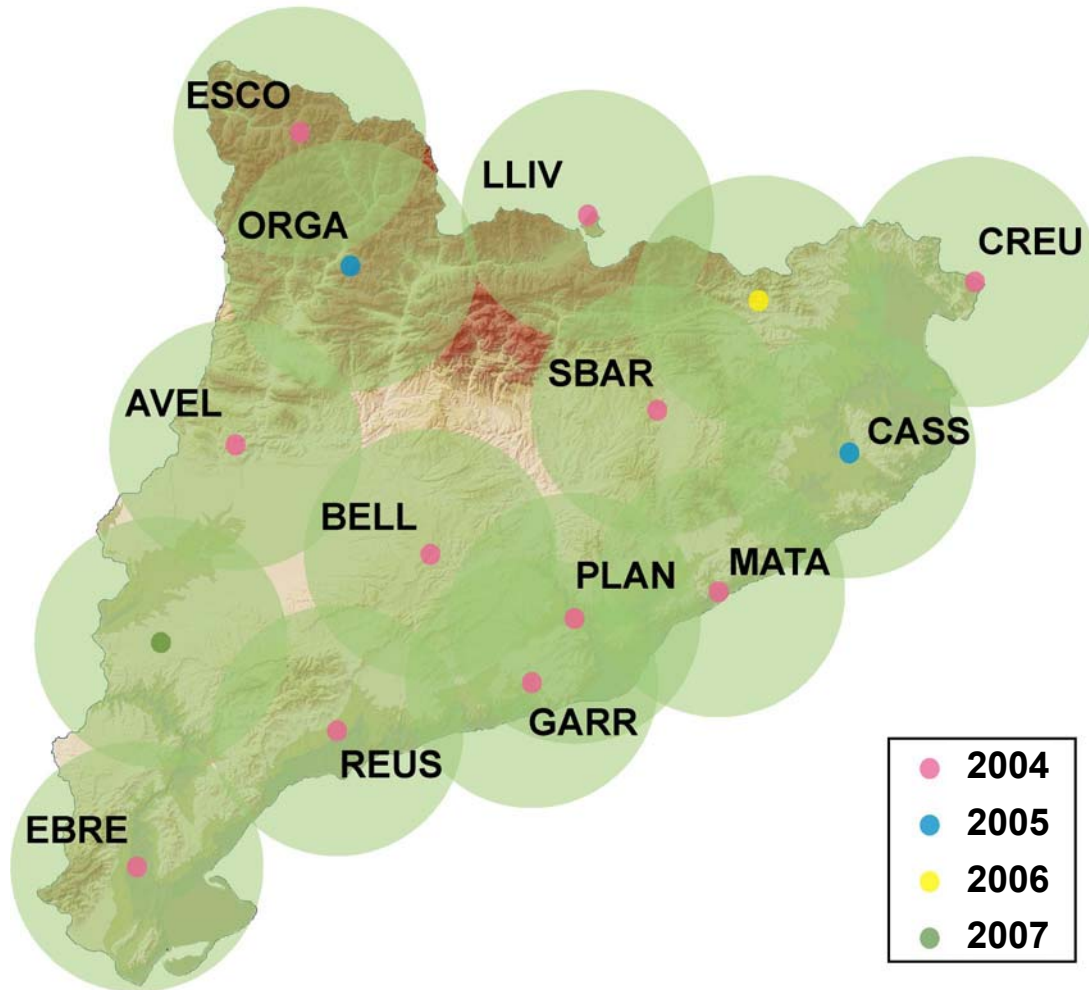 ESCO
LLIV
ORGA
CREU
SBAR
AVEL
CASS
BELL
PLAN
MATA
GARR
REUS
EBRE
2004
2005
2006
2007